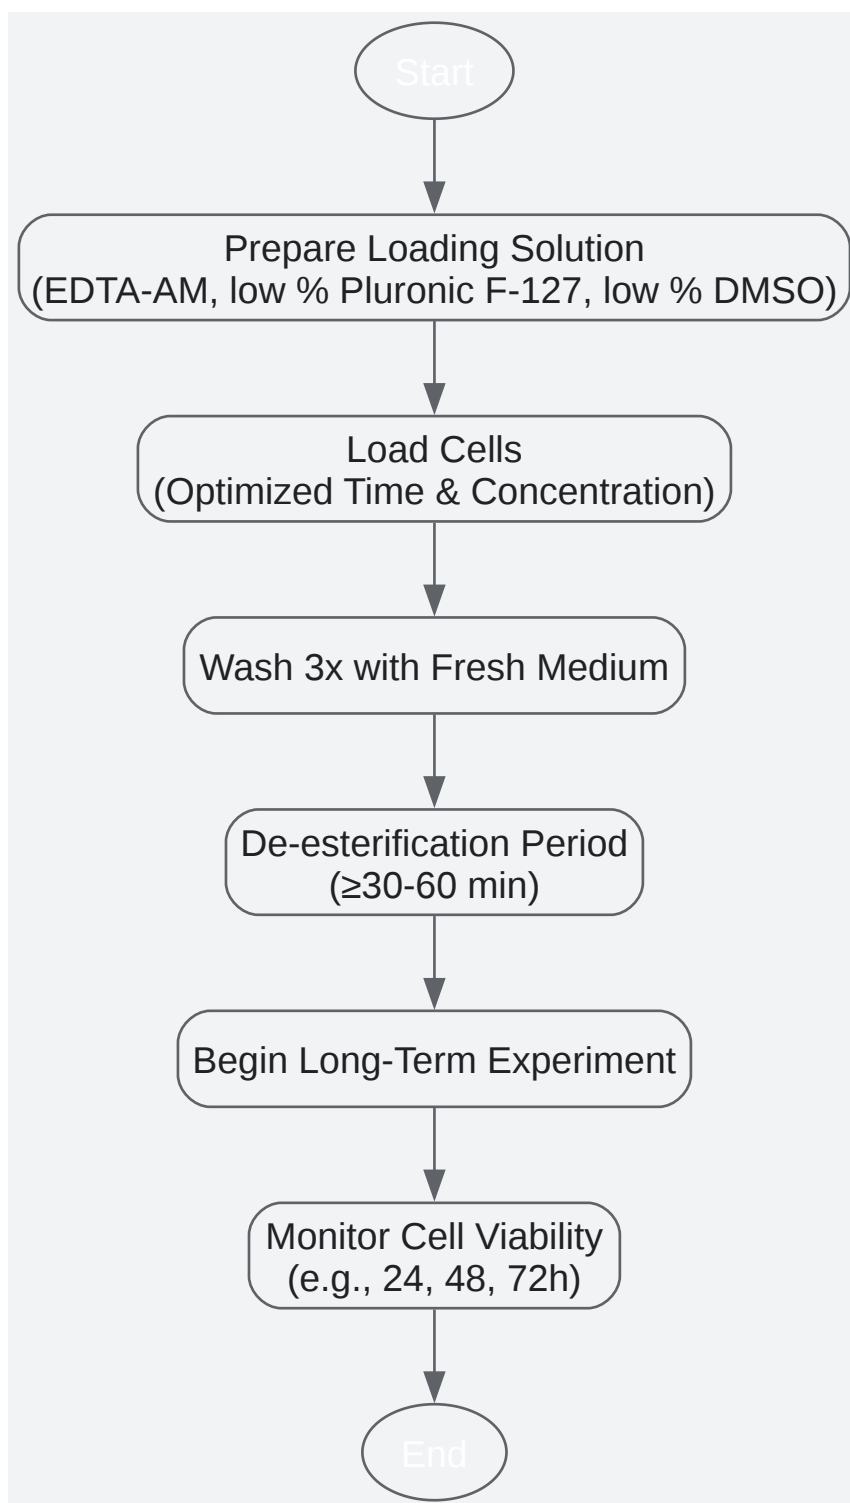 Start
Prepare Loading Solution
(EDTA-AM, low % Pluronic F-127, low % DMSO)
Load Cells
(Optimized Time & Concentration)
Wash 3x with Fresh Medium
De-esterification Period
(≥30-60 min)
Begin Long-Term Experiment
Monitor Cell Viability
(e.g., 24, 48, 72h)
End